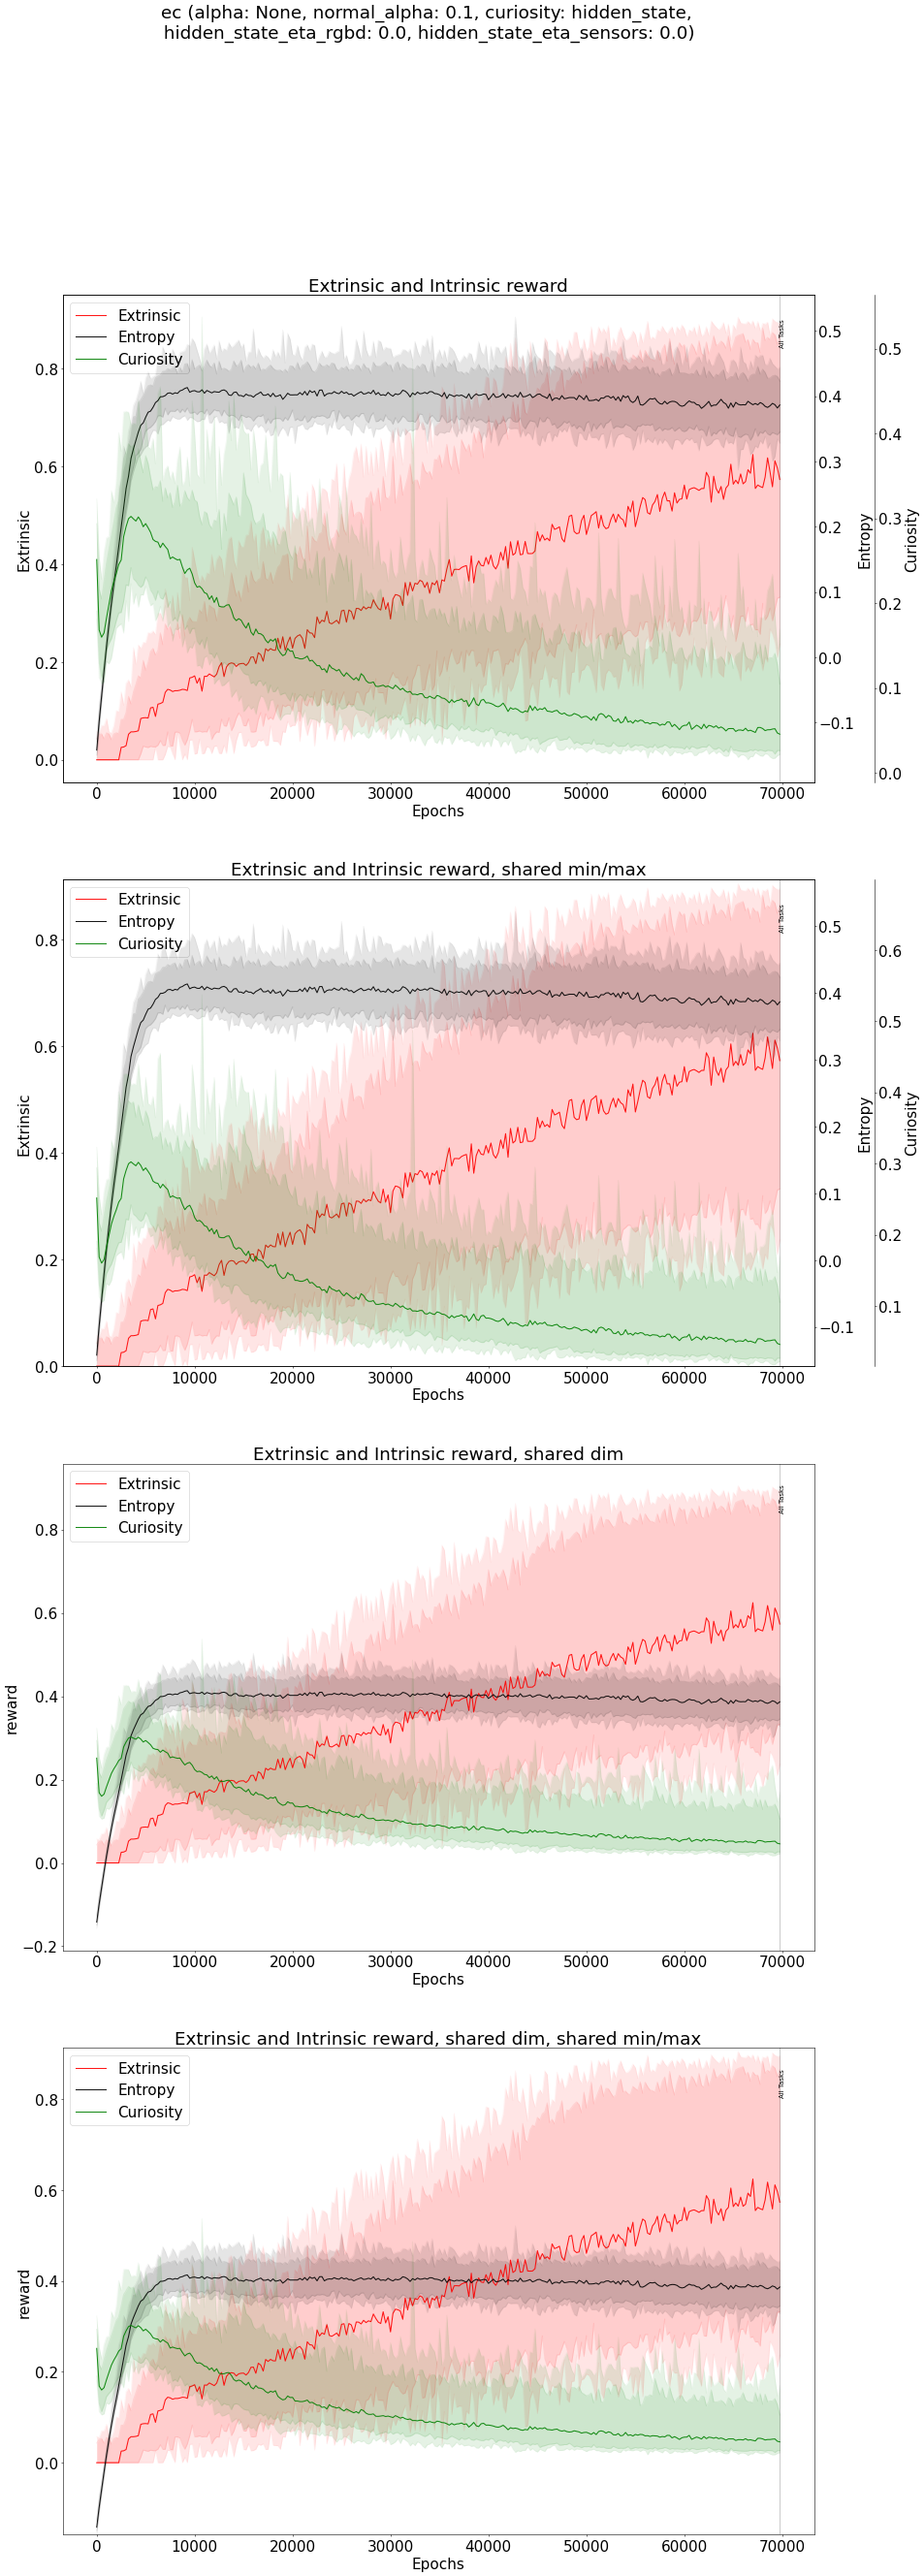 ec (alpha: None, normal_alpha: 0.1, curiosity: hidden_state,
hidden_state_eta_rgbd: 0.0, hidden_state_eta_sensors: 0.0)
Extrinsic and Intrinsic reward
Extrinsic
Entropy
Curiosity
All Tasks
0.8
0.6
0.4
0.2
0.0
Extrinsic
0.5
0.4
0.3
0.2
0.1
0.0
−0.1
Entropy
0.5
0.4
0.3
0.2
0.1
0.0
Curiosity
0 10000 20000 30000 40000 50000 60000 70000
Epochs
Extrinsic and Intrinsic reward, shared min/max
Extrinsic
Entropy
Curiosity
All Tasks
0.8
0.6
0.4
0.2
0.0
Extrinsic
0.5
0.4
0.3
0.2
0.1
0.0
−0.1
Entropy
0.6
0.5
0.4
0.3
0.2
0.1
Curiosity
0 10000 20000 30000 40000 50000 60000 70000
Epochs
Extrinsic and Intrinsic reward, shared dim
Extrinsic
Entropy
Curiosity
All Tasks
0.8
0.6
0.4
0.2
0.0
−0.2
reward
0 10000 20000 30000 40000 50000 60000 70000
Epochs
Extrinsic and Intrinsic reward, shared dim, shared min/max
Extrinsic
Entropy
Curiosity
All Tasks
0.8
0.6
0.4
0.2
0.0
reward
0 10000 20000 30000 40000 50000 60000 70000
Epochs